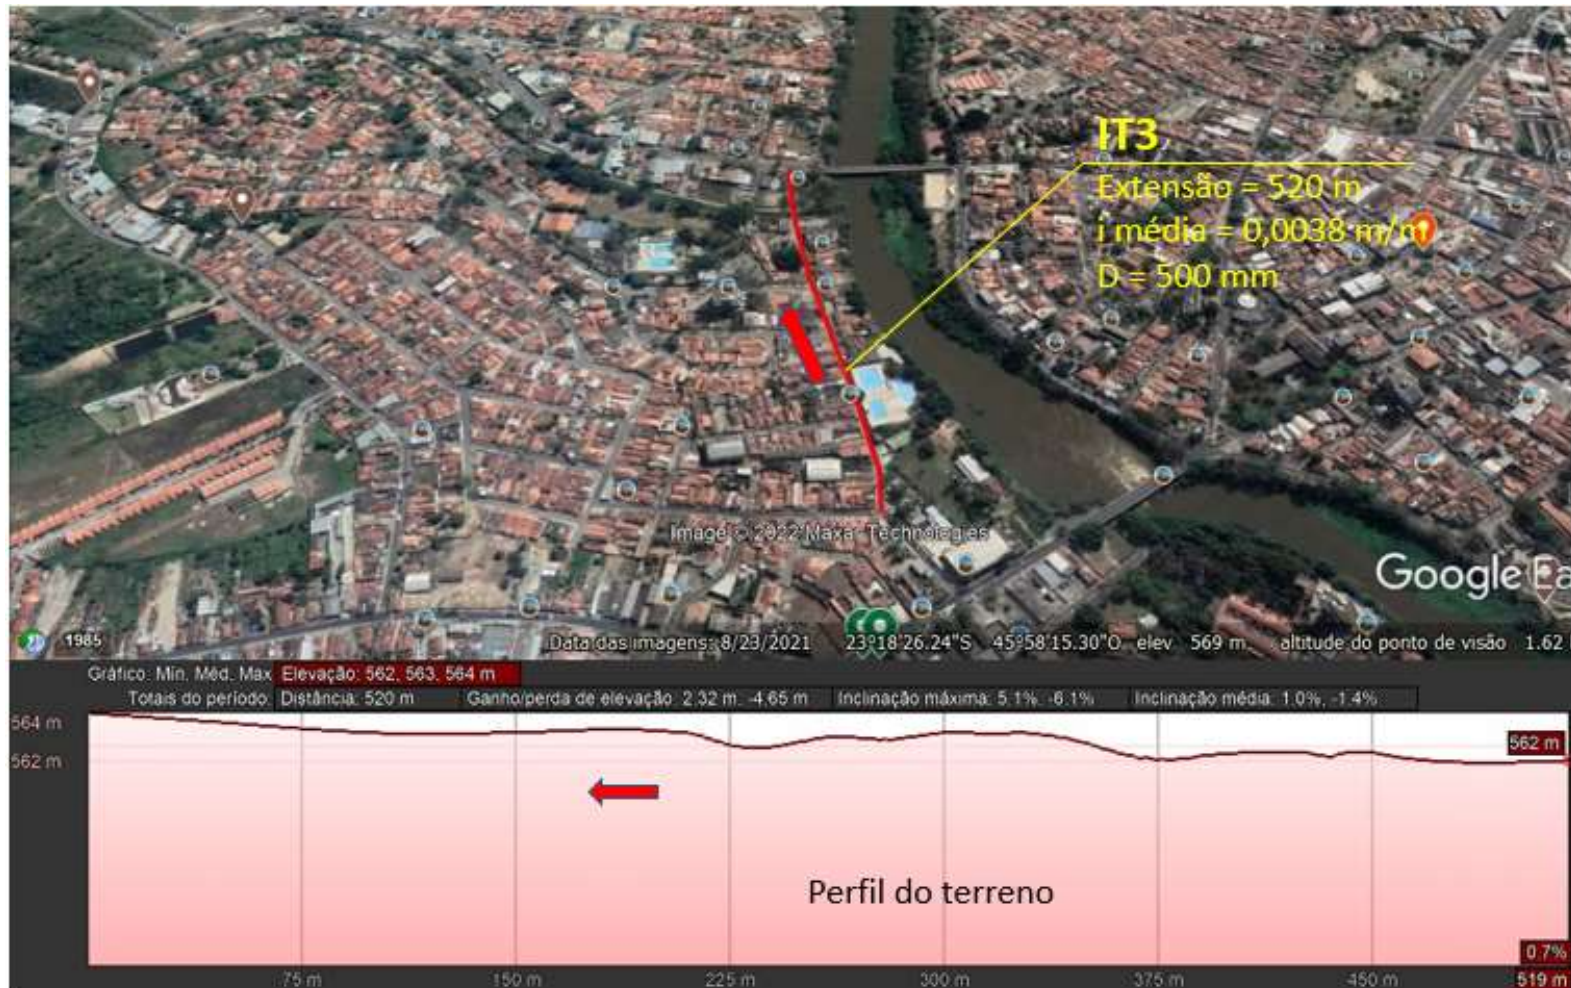 IT3
Extensão = 520 m
i média = 0,0038 m/m
D = 500 mm
Image © 2022 Maxar Technologies
Google Ea
1985
Data das imagens: 8/23/2021 23°18'26.24"S 45°58'15.30"O elev 569 m altitude do ponto de visão 1.62
Gráfico: Mín. Méd. Max Elevação: 562, 563, 564 m
Totais do período: Distância: 520 m Ganho/perda de elevação: 2.32 m, -4.65 m Inclinação máxima: 5.1%, -6.1% Inclinação média: 1.0%, -1.4%
564 m
562 m
562 m
Perfil do terreno
0.7%
75 m 150 m 225 m 300 m 375 m 450 m 519 m